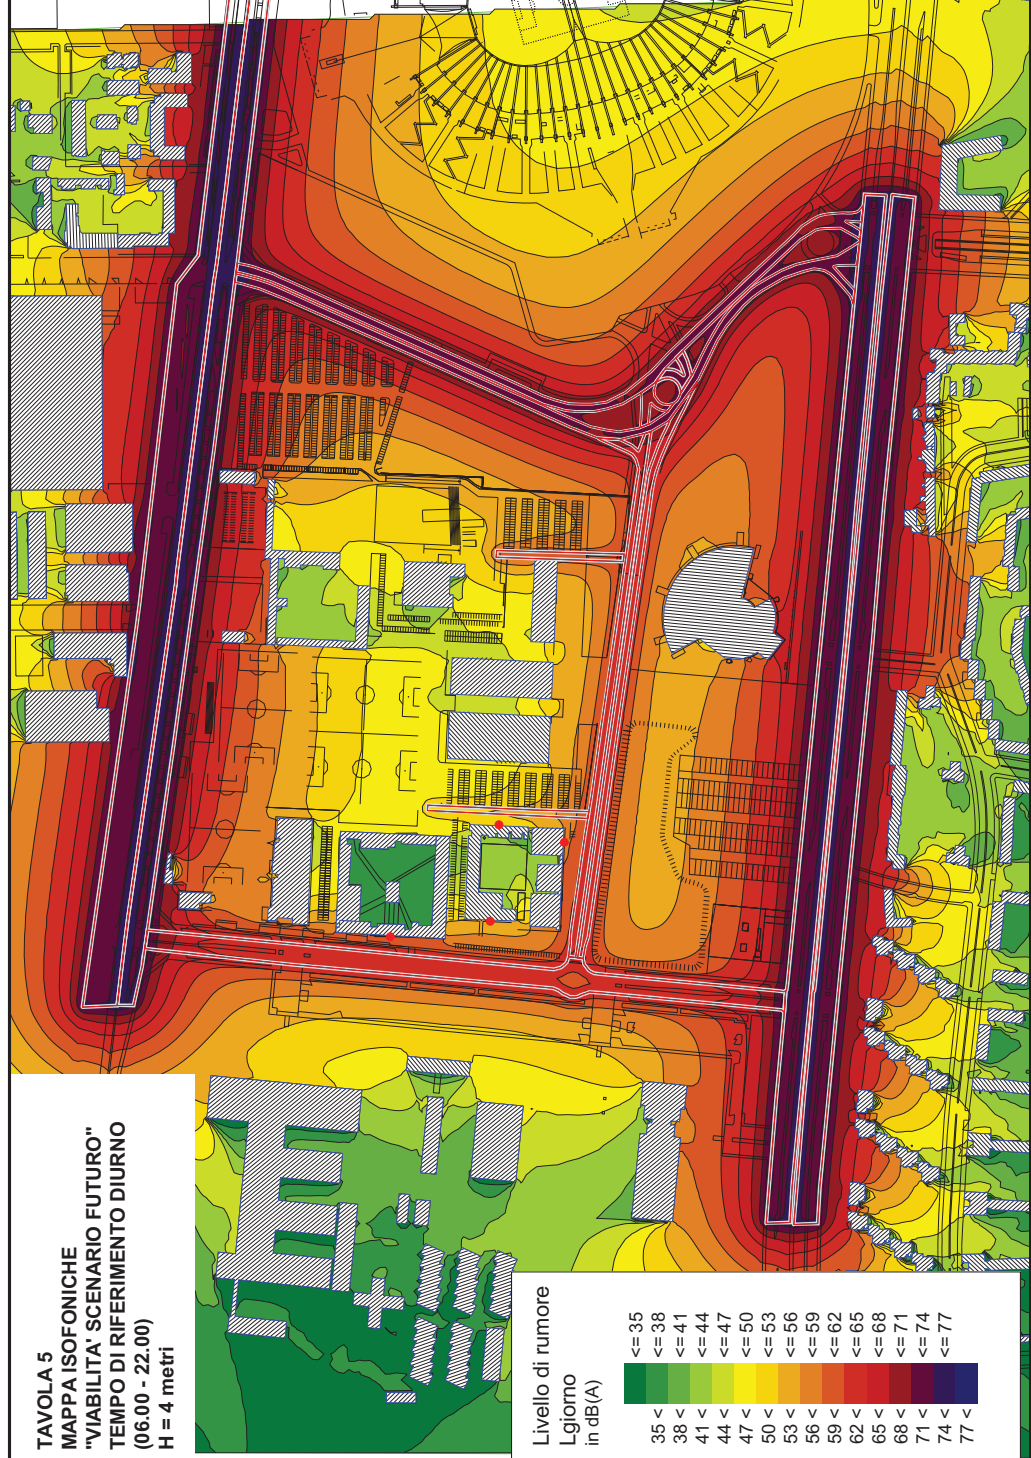 TAVOLA 5
MAPPA ISOFONICHE
"VIABILITA' SCENARIO FUTURO"
TEMPO DI RIFERIMENTO DIURNO
(06.00 - 22.00)
H = 4 metri
Livello di rumore
Lgiorno
in dB(A)
<= 35
35 < <= 38
38 < <= 41
41 < <= 44
44 < <= 47
47 < <= 50
50 < <= 53
53 < <= 56
56 < <= 59
59 < <= 62
62 < <= 65
65 < <= 68
68 < <= 71
71 < <= 74
74 < <= 77
77 <